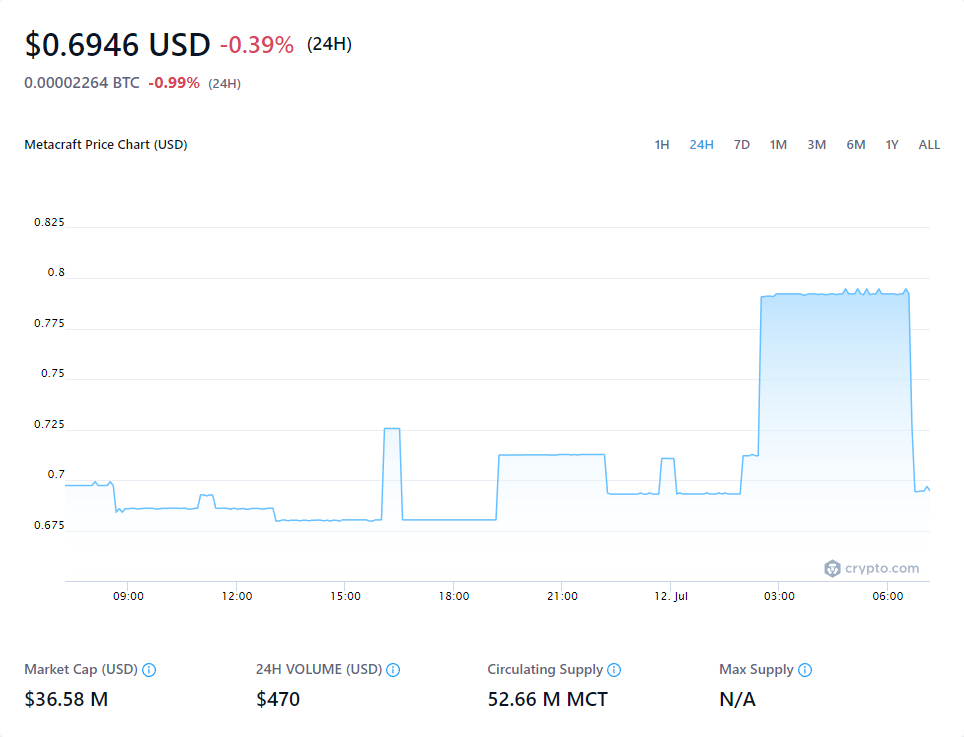 $0.6946 USD -0.39% (24H)
0.00002264 BTC -0.99% (24H)
Metacraft Price Chart (USD) 1H 24H 7D 1M 3M 6M 1Y ALL
0.825
0.8
0.775
0.75
0.725
0.7
0.675
crypto.com
09:00 12:00 15:00 18:00 21:00 12. Jul 03:00 06:00
Market Cap (USD) 24H VOLUME (USD) Circulating Supply Max Supply
$36.58 M $470 52.66 M MCT N/A